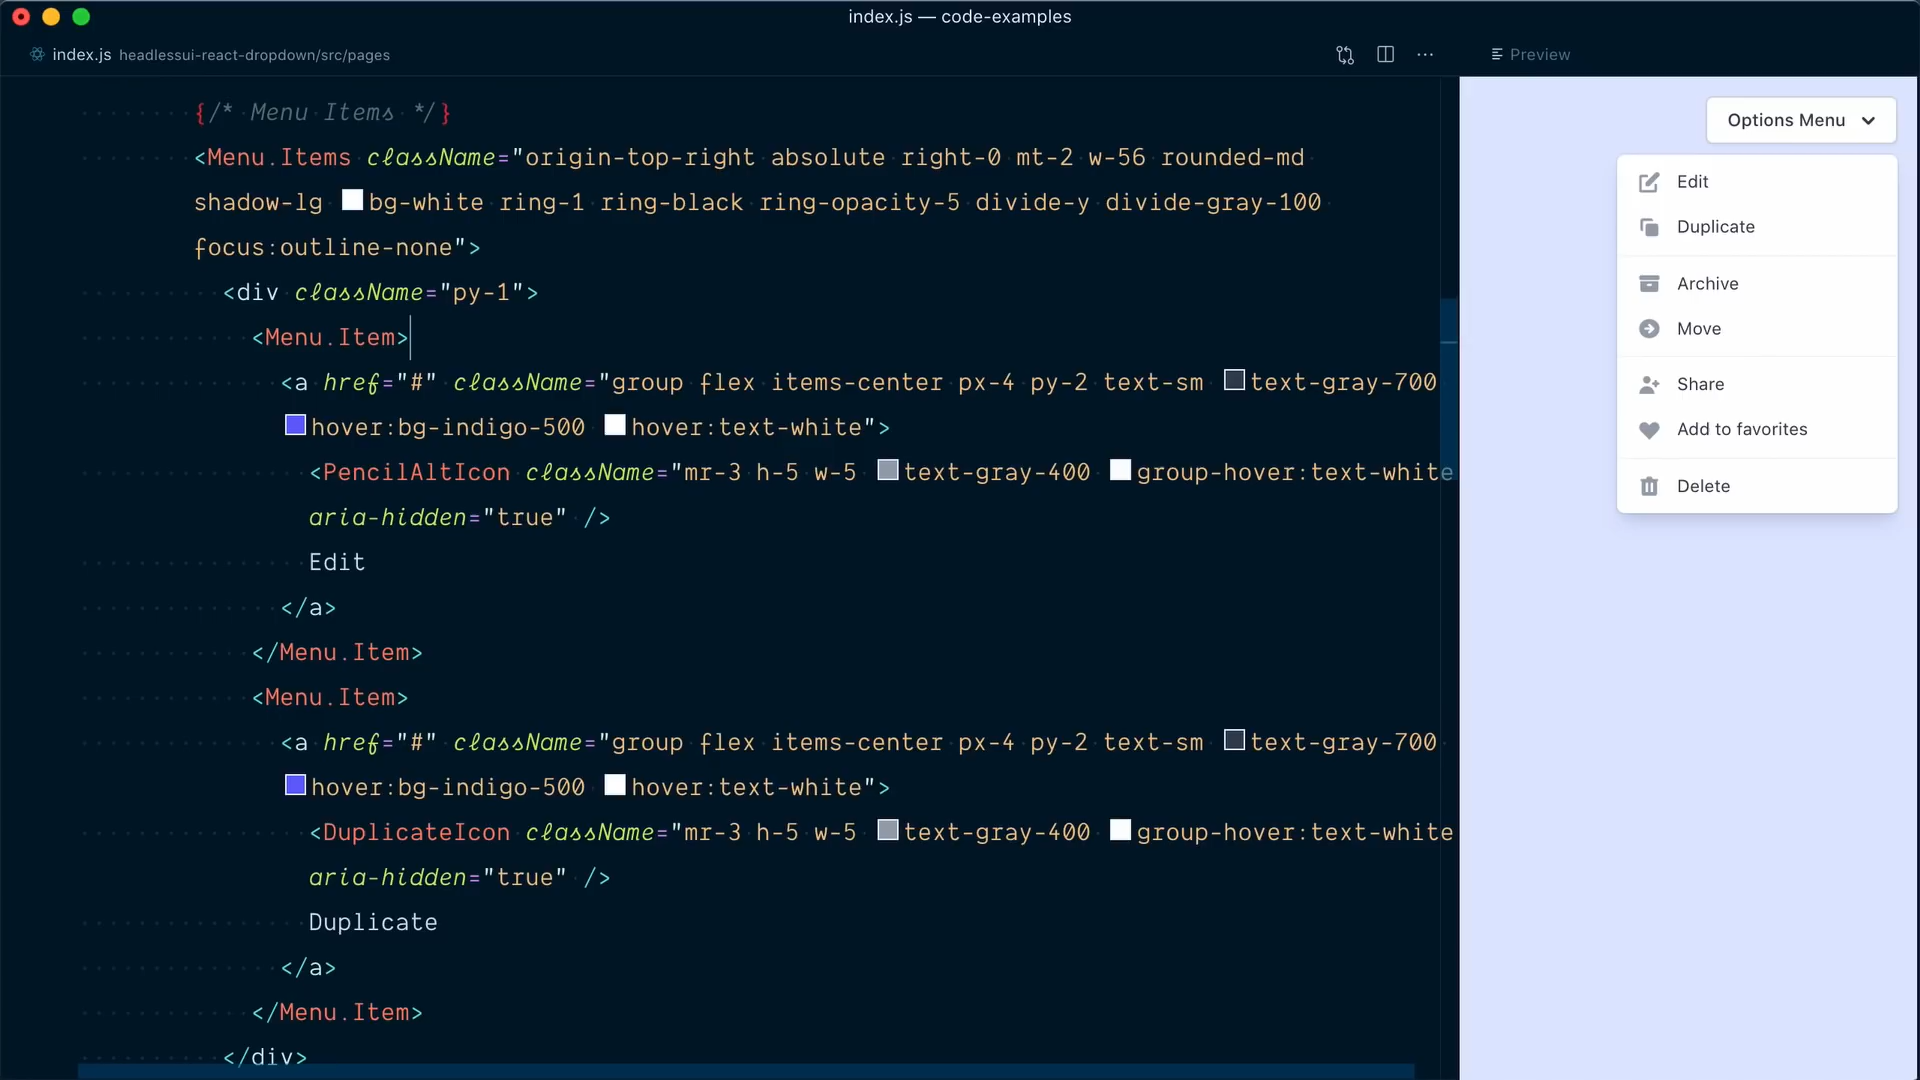 index.js — code-examples
index.js headlessui-react-dropdown/src/pages
Preview
{/* Menu Items */}
<Menu.Items className="origin-top-right absolute right-0 mt-2 w-56 rounded-md
shadow-lg bg-white ring-1 ring-black ring-opacity-5 divide-y divide-gray-100
focus:outline-none">
<div className="py-1">
<Menu.Item>
<a href="#" className="group flex items-center px-4 py-2 text-sm text-gray-700
hover:bg-indigo-500 hover:text-white">
<PencilAltIcon className="mr-3 h-5 w-5 text-gray-400 group-hover:text-white
aria-hidden="true" />
Edit
</a>
</Menu.Item>
<Menu.Item>
<a href="#" className="group flex items-center px-4 py-2 text-sm text-gray-700
hover:bg-indigo-500 hover:text-white">
<DuplicateIcon className="mr-3 h-5 w-5 text-gray-400 group-hover:text-white
aria-hidden="true" />
Duplicate
</a>
</Menu.Item>
</div>
Options Menu
Edit
Duplicate
Archive
Move
Share
Add to favorites
Delete